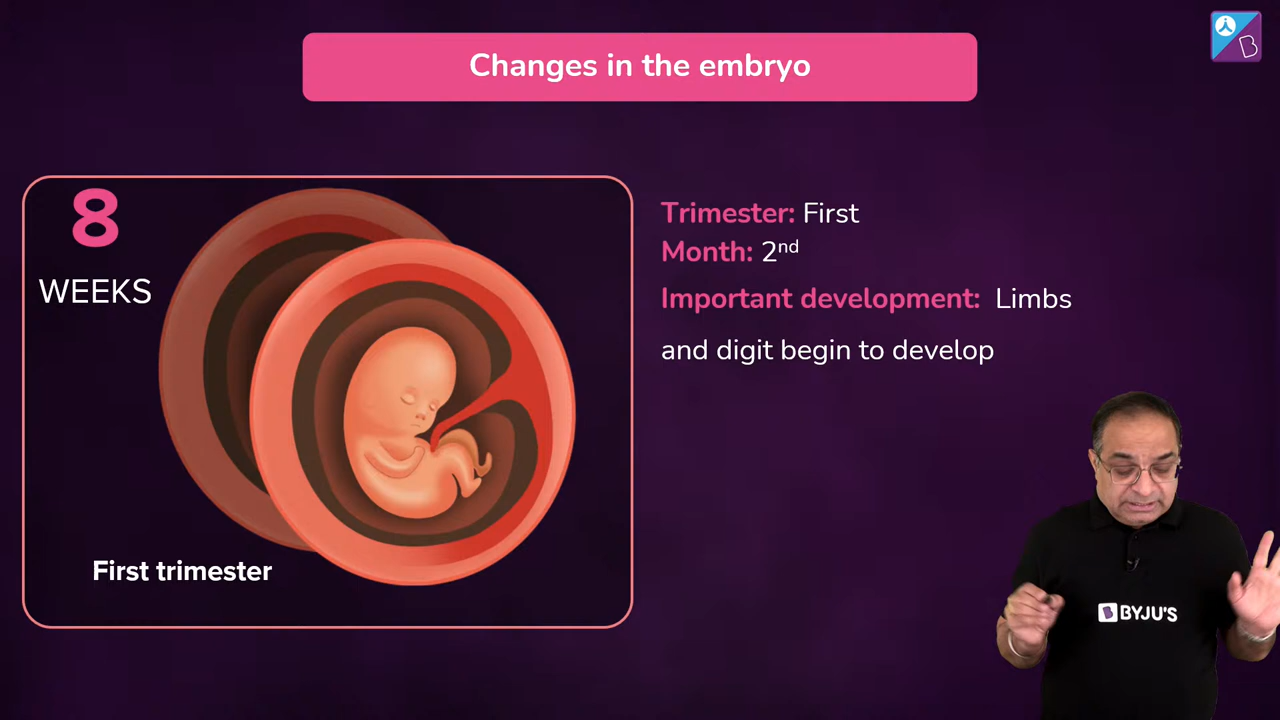 Changes in the embryo
8
WEEKS
First trimester
Trimester: First
Month: 2nd
Important development: Limbs
and digit begin to develop
B BYJU'S
B